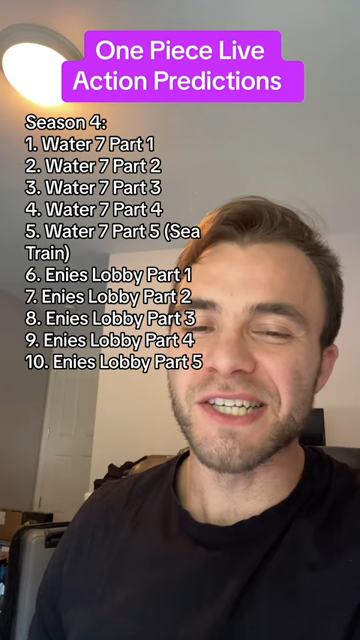 One Piece Live
Action Predictions
Season 4:
1. Water 7 Part 1
2. Water 7 Part 2
3. Water 7 Part 3
4. Water 7 Part 4
5. Water 7 Part 5 (Sea
Train)
6. Enies Lobby Part 1
7. Enies Lobby Part 2
8. Enies Lobby Part 3
9. Enies Lobby Part 4
10. Enies Lobby Part 5